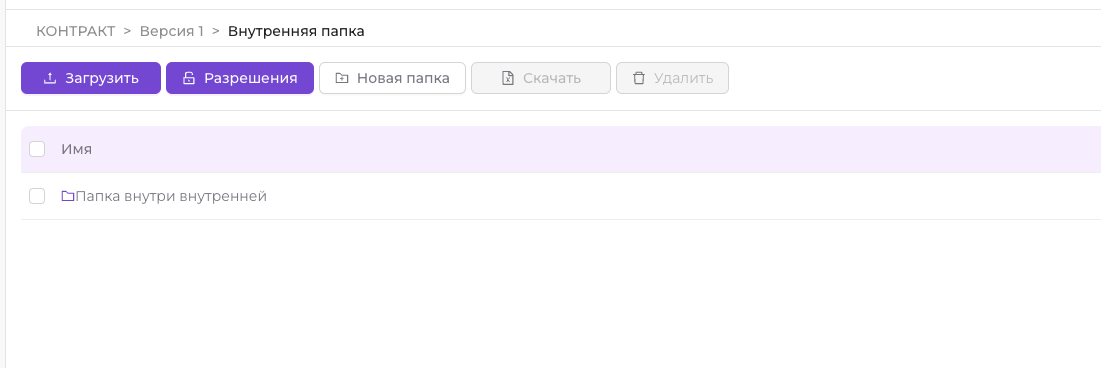 КОНТРАКТ > Версия 1 > Внутренняя папка
Загрузить Разрешения Новая папка Скачать Удалить
Имя
Папка внутри внутренней